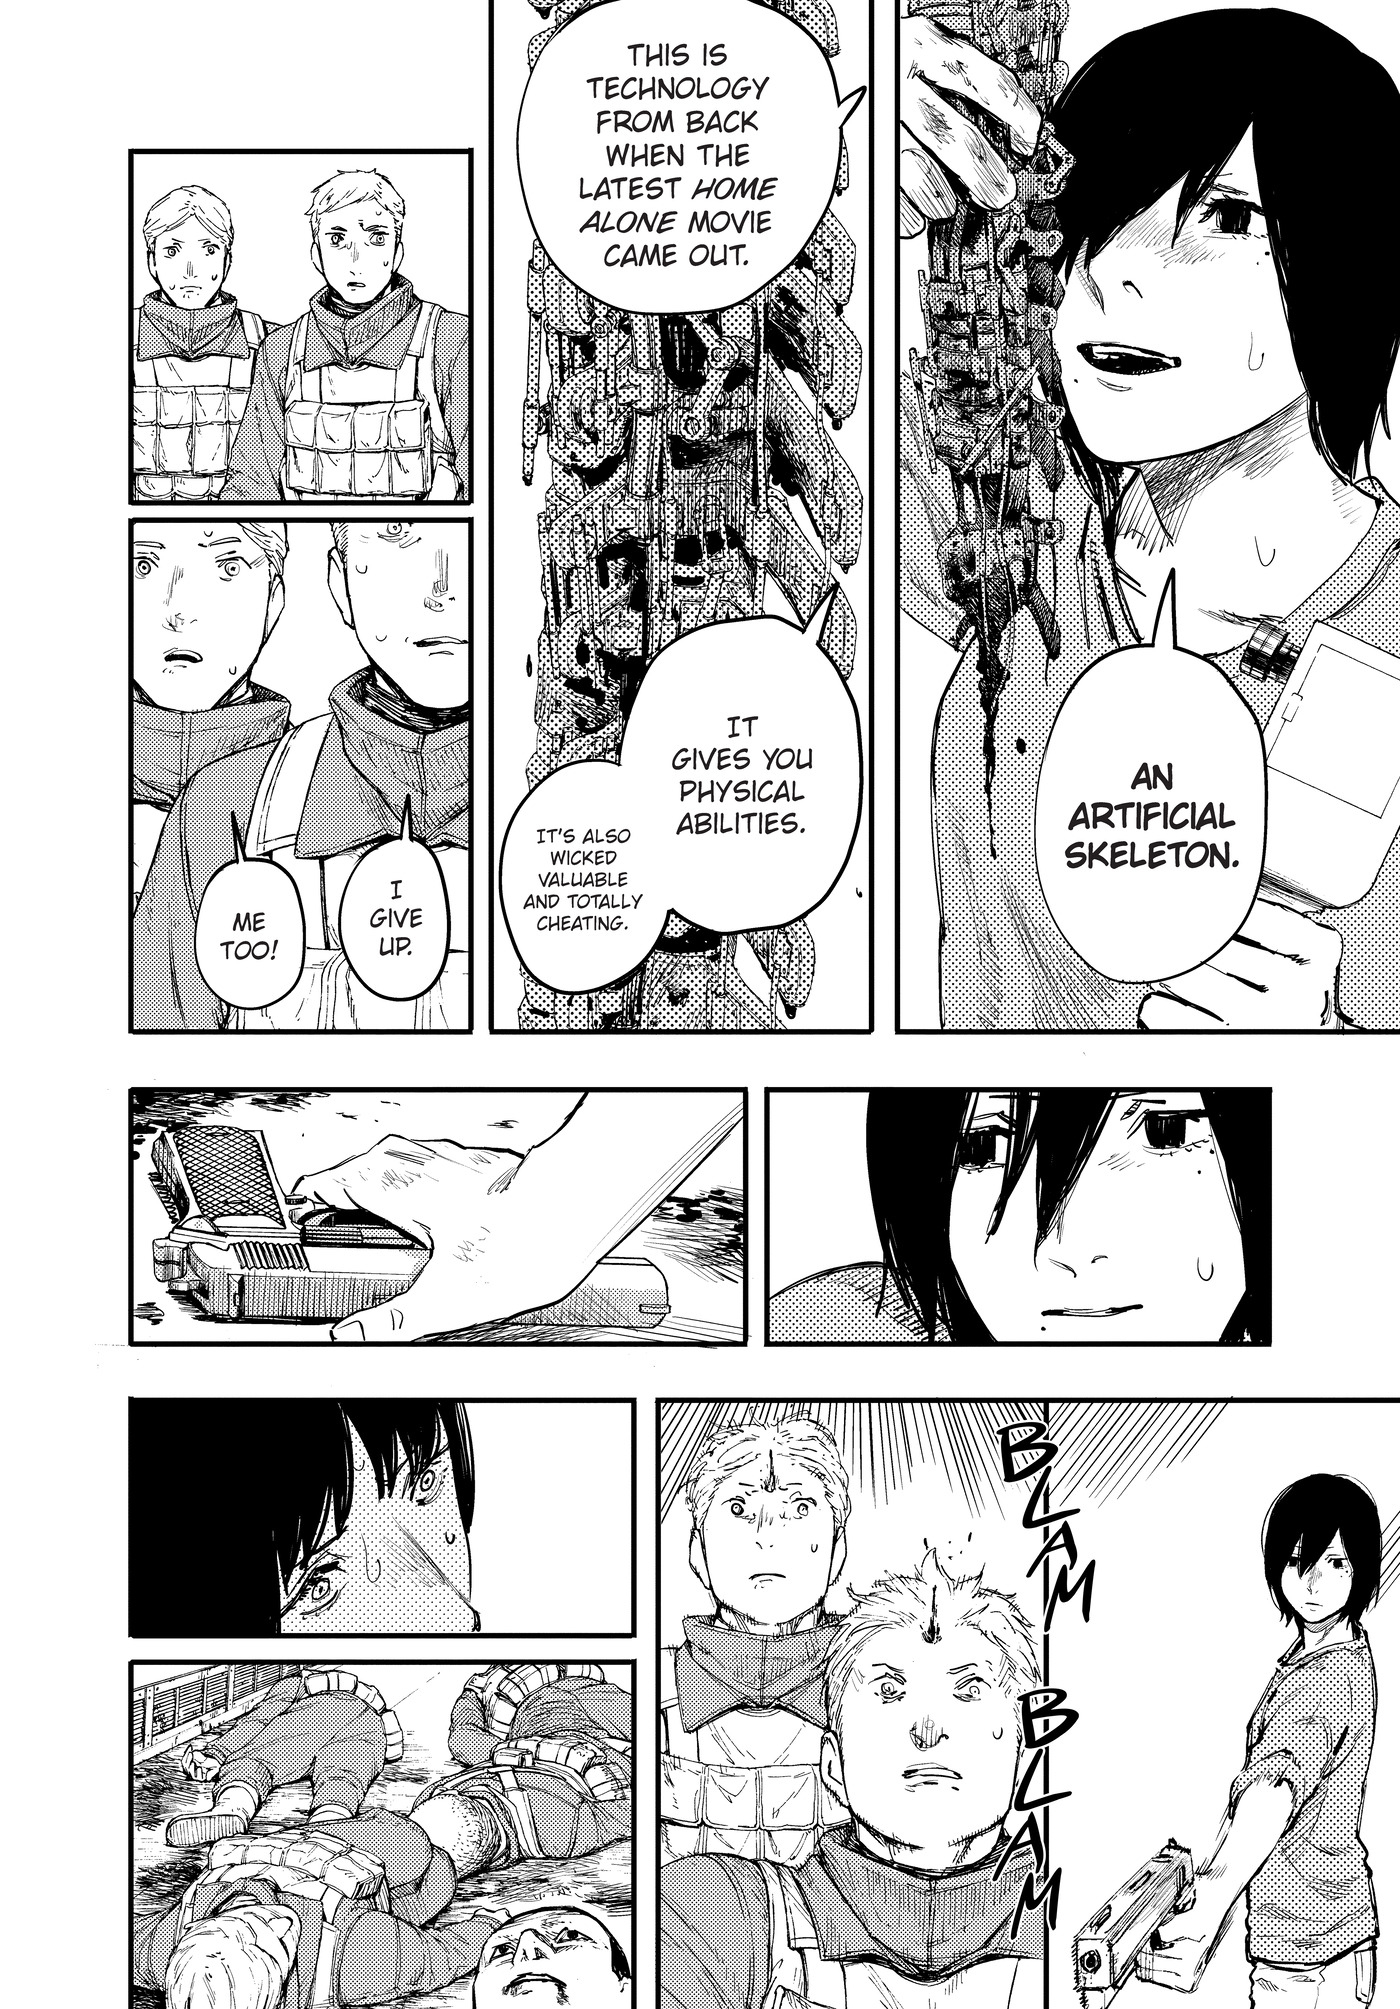 AN
ARTIFICIAL
SKELETON.
THIS IS
TECHNOLOGY
FROM BACK
WHEN THE
LATEST HOME
ALONE MOVIE
CAME OUT.
IT
GIVES YOU
PHYSICAL
ABILITIES.
IT'S ALSO
WICKED
VALUABLE
AND TOTALLY
CHEATING.
I
GIVE
UP.
ME
TOO!
BLAM
BLAM